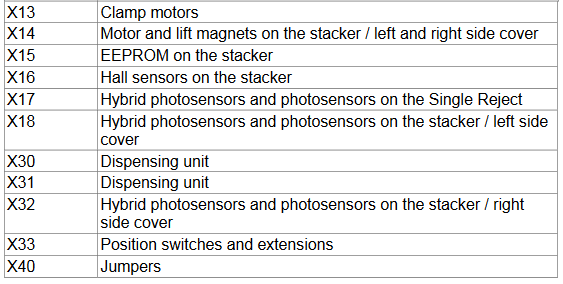 X13 Clamp motors
X14 Motor and lift magnets on the stacker / left and right side cover
X15 EEPROM on the stacker
X16 Hall sensors on the stacker
X17 Hybrid photosensors and photosensors on the Single Reject
X18 Hybrid photosensors and photosensors on the stacker / left side
cover
X30 Dispensing unit
X31 Dispensing unit
X32 Hybrid photosensors and photosensors on the stacker / right
side cover
X33 Position switches and extensions
X40 Jumpers